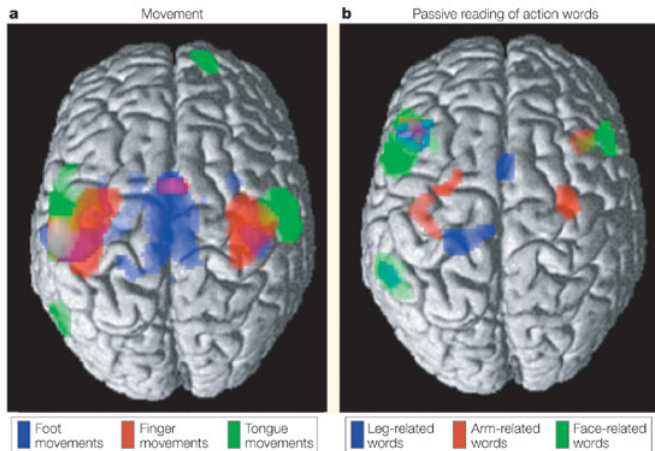 a Movement
b Passive reading of action words
Foot movements
Finger movements
Tongue movements
Leg-related words
Arm-related words
Face-related words